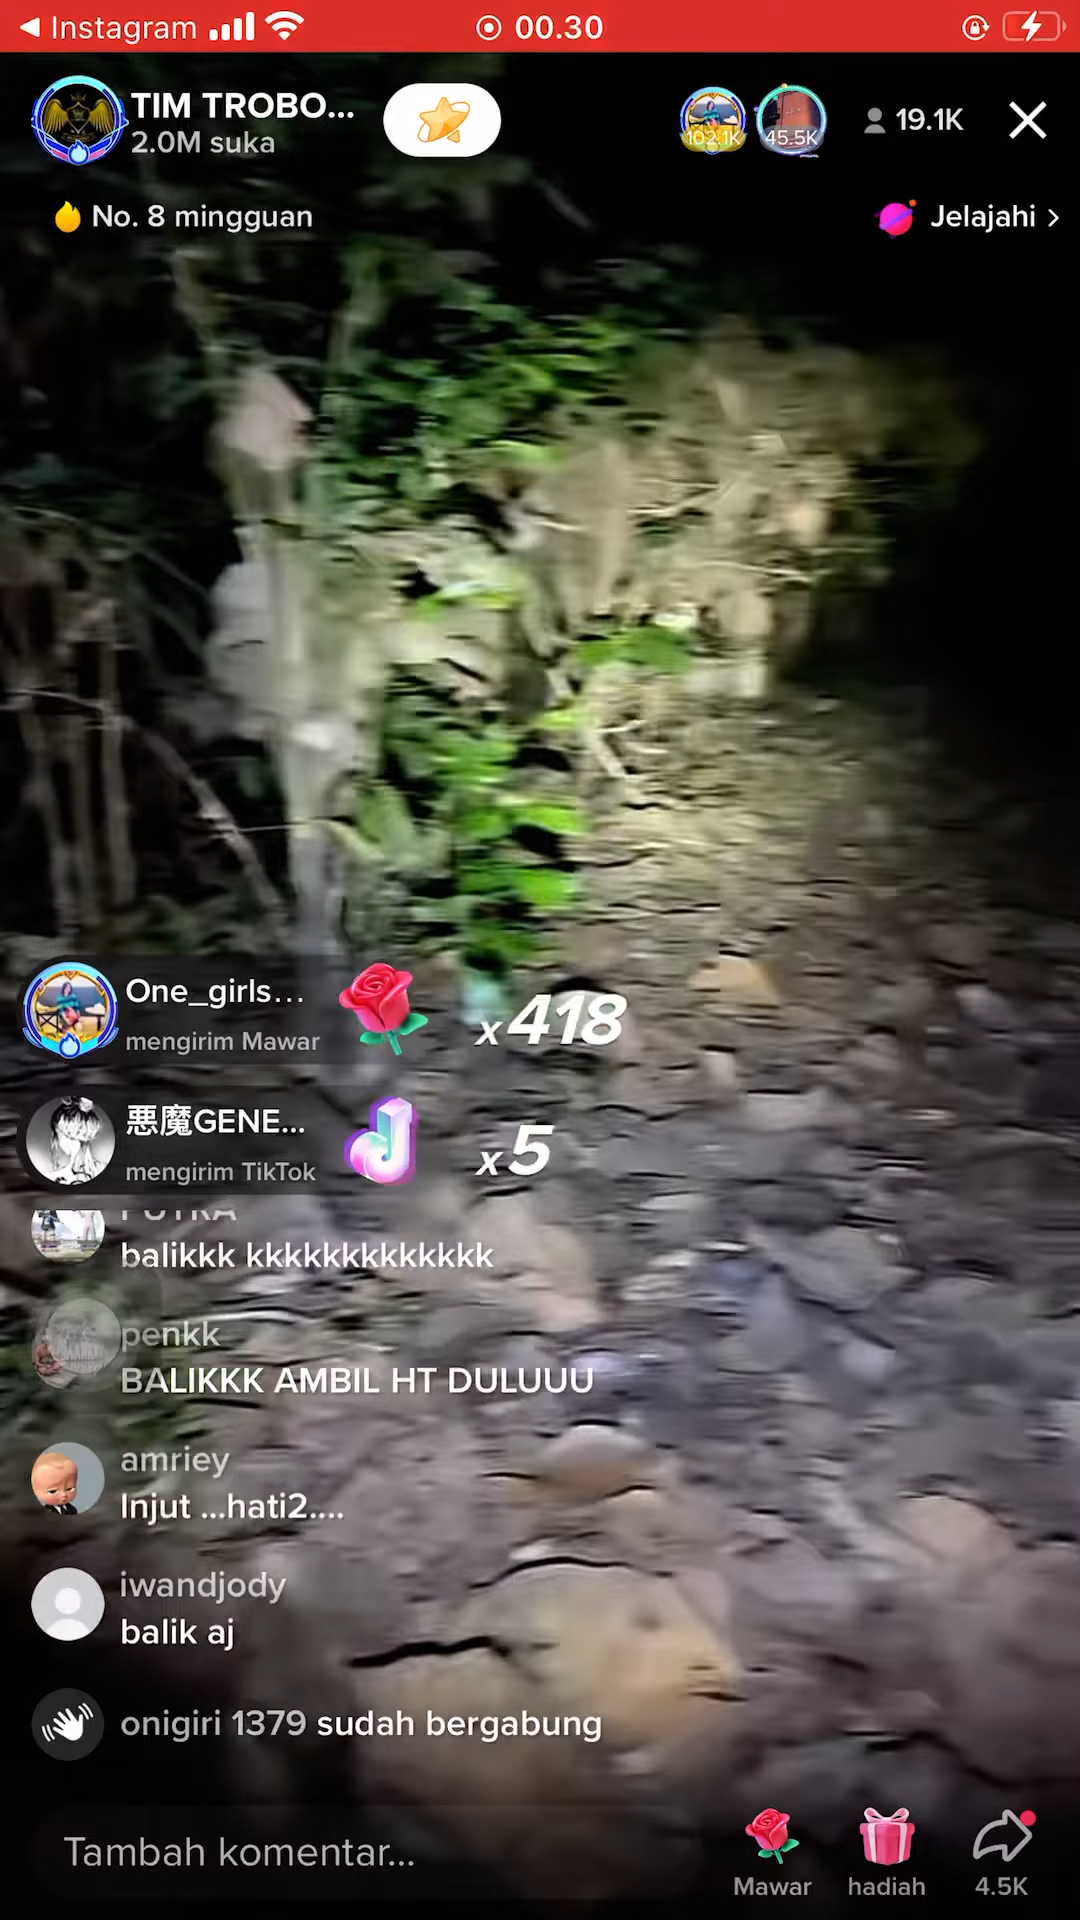 Instagram
00.30
TIM TROBO...
2.0M suka
102.1K
45.5K
19.1K
No. 8 mingguan
Jelajahi
One_girls...
mengirim Mawar
x418
悪魔GENE...
mengirim TikTok
x5
PUTRA
balikkk kkkkkkkkkkkkk
penkk
BALIKKK AMBIL HT DULUUU
amriey
Injut ...hati2....
iwandjody
balik aj
onigiri 1379 sudah bergabung
Tambah komentar...
Mawar
hadiah
4.5K